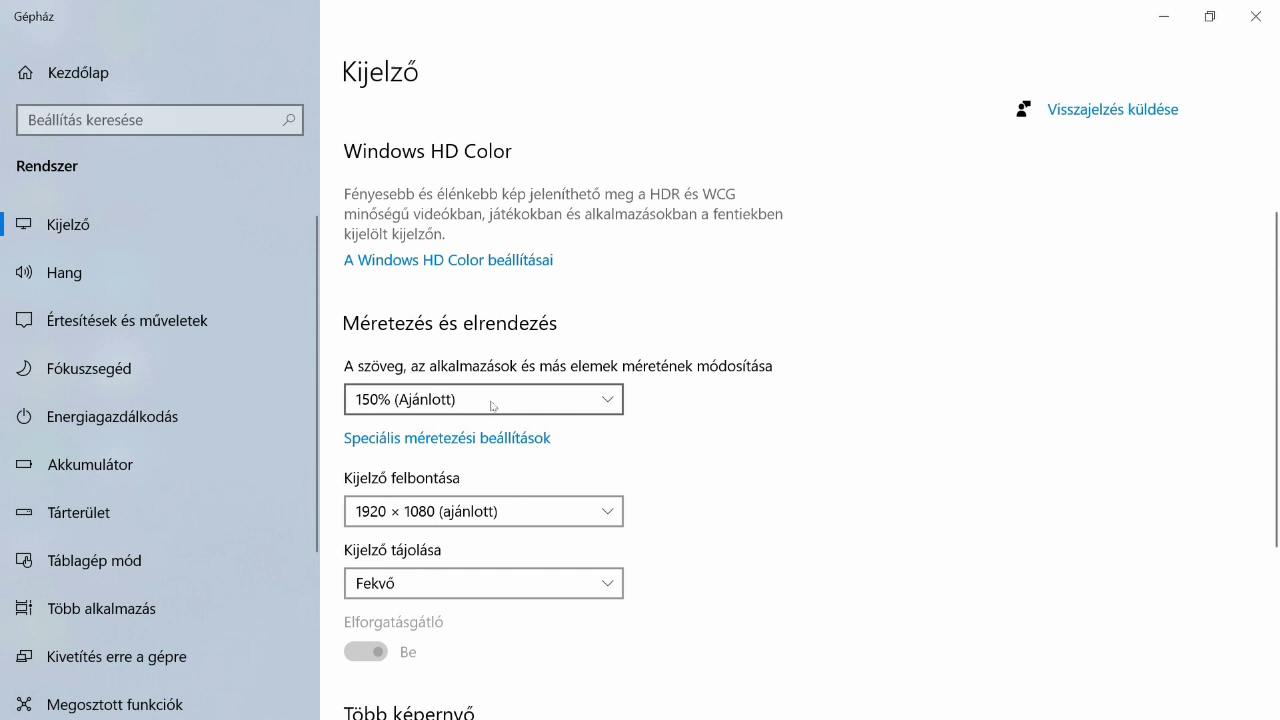 Gépház
Kezdőlap
Beállítás keresése
Rendszer
Kijelző
Hang
Értesítések és műveletek
Fókuszsegéd
Energiagazdálkodás
Akkumulátor
Tárterület
Táblagép mód
Több alkalmazás
Kivetítés erre a gépre
Megosztott funkciók
Kijelző
Visszajelzés küldése
Windows HD Color
Fényesebb és élénkebb kép jeleníthető meg a HDR és WCG
minőségű videókban, játékokban és alkalmazásokban a fentiekben
kijelölt kijelzőn.
A Windows HD Color beállításai
Méretezés és elrendezés
A szöveg, az alkalmazások és más elemek méretének módosítása
150% (Ajánlott)
Speciális méretezési beállítások
Kijelző felbontása
1920 × 1080 (ajánlott)
Kijelző tájolása
Fekvő
Elforgatásgátló
Be
Több képernyő